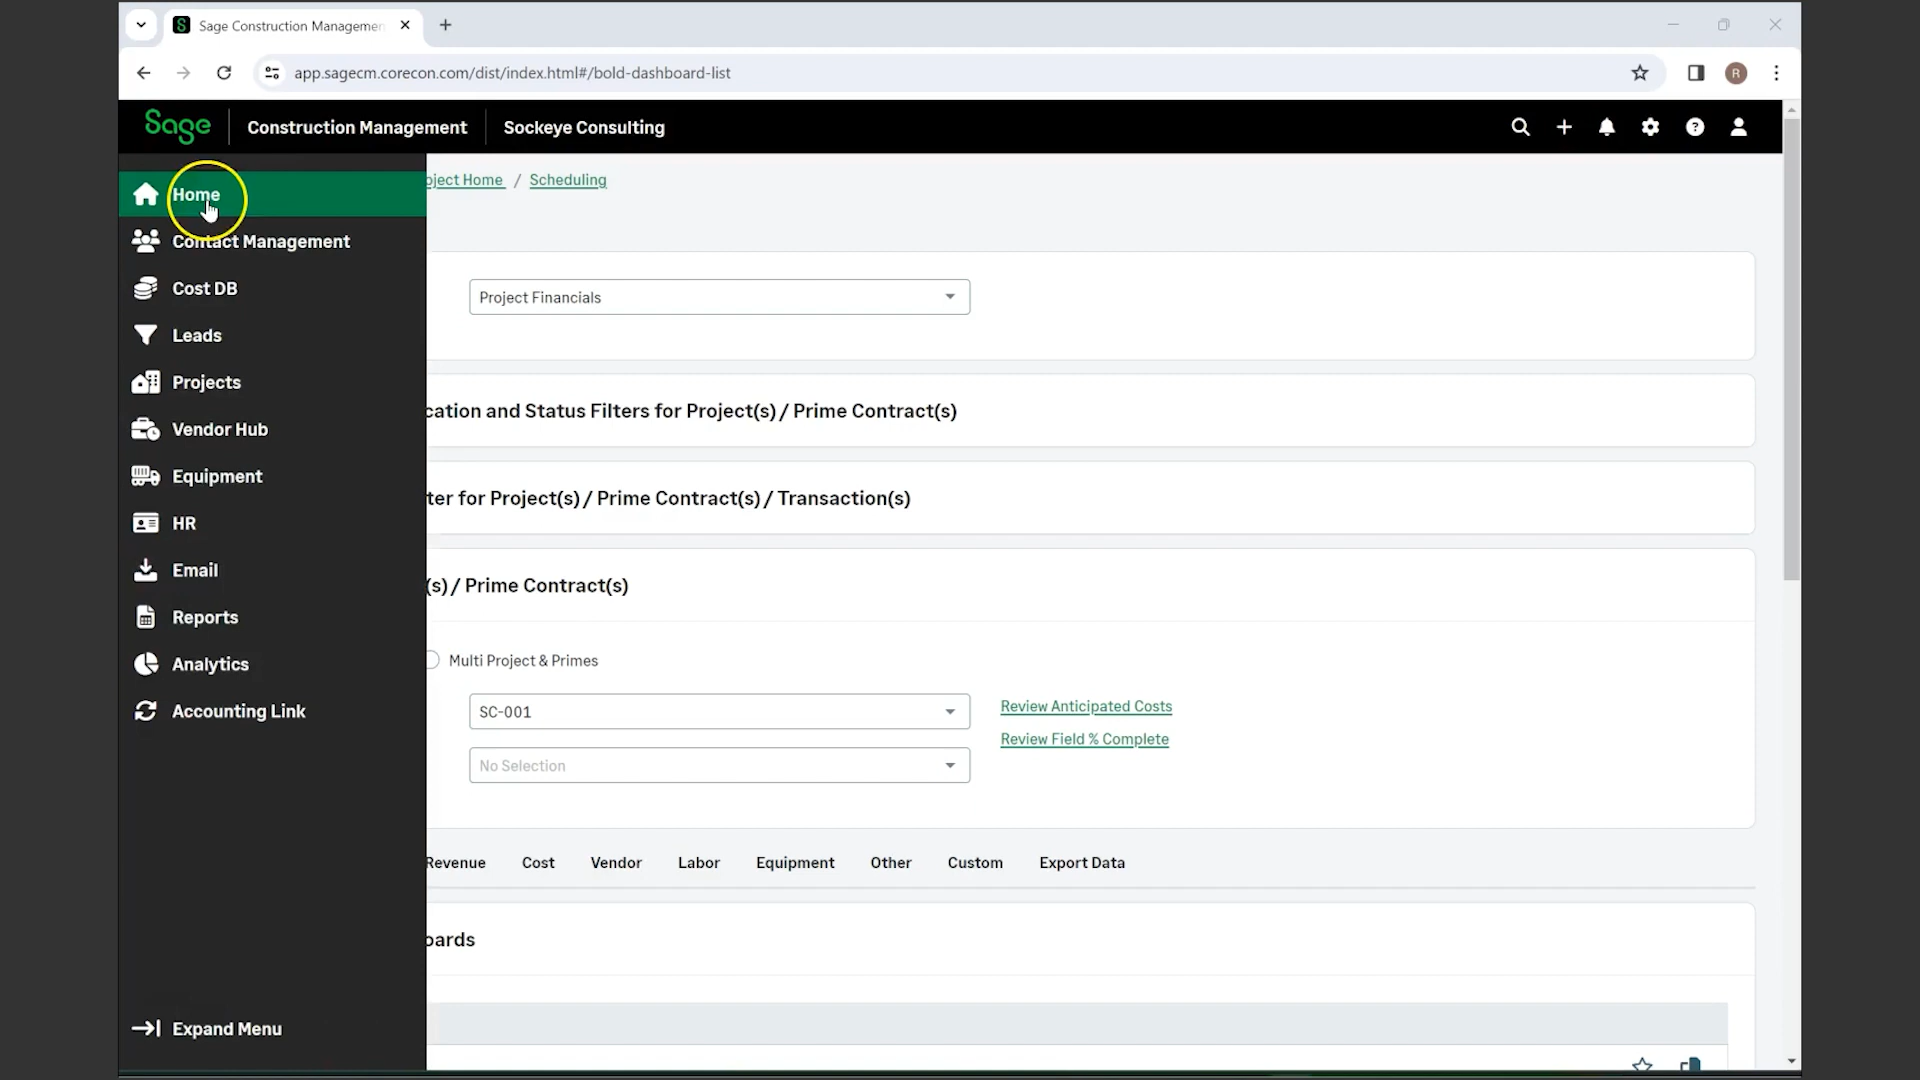 Sage Construction Managemen
app.sagecm.corecon.com/dist/index.html#/bold-dashboard-list
R
Sage
Construction Management
Sockeye Consulting
Home
Contact Management
Cost DB
Leads
Projects
Vendor Hub
Equipment
HR
Email
Reports
Analytics
Accounting Link
Expand Menu
oject Home / Scheduling
Project Financials
cation and Status Filters for Project(s) / Prime Contract(s)
ter for Project(s) / Prime Contract(s) / Transaction(s)
(s) / Prime Contract(s)
Multi Project & Primes
SC-001
Review Anticipated Costs
Review Field % Complete
No Selection
Revenue Cost Vendor Labor Equipment Other Custom Export Data
oards